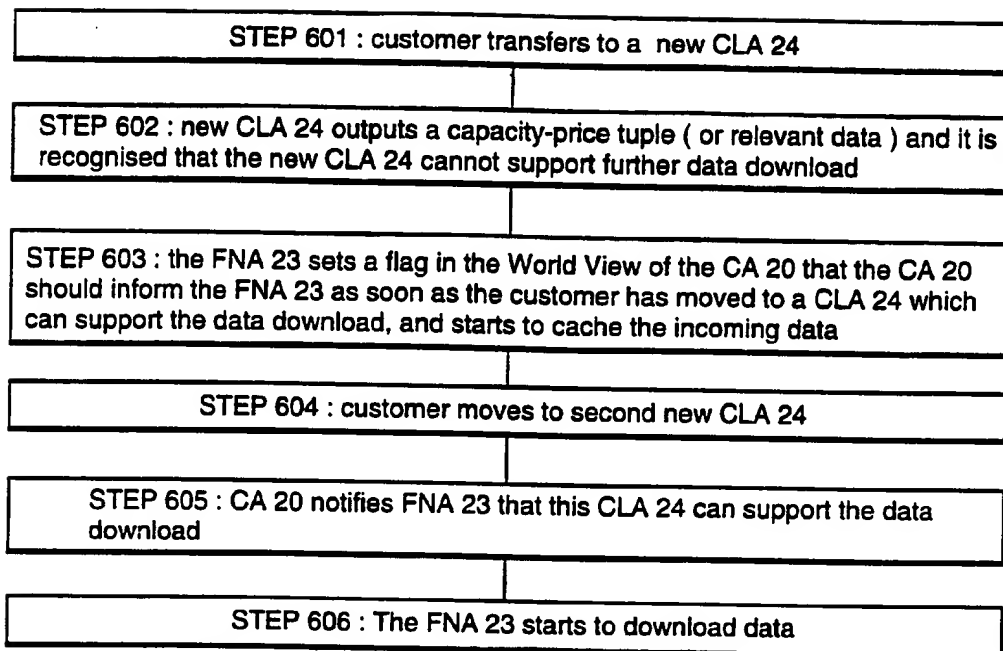 STEP 601 : customer transfers to a new CLA 24
STEP 602 : new CLA 24 outputs a capacity-price tuple ( or relevant data ) and it is
recognised that the new CLA 24 cannot support further data download
STEP 603 : the FNA 23 sets a flag in the World View of the CA 20 that the CA 20
should inform the FNA 23 as soon as the customer has moved to a CLA 24 which
can support the data download, and starts to cache the incoming data
STEP 604 : customer moves to second new CLA 24
STEP 605 : CA 20 notifies FNA 23 that this CLA 24 can support the data
download
STEP 606 : The FNA 23 starts to download data